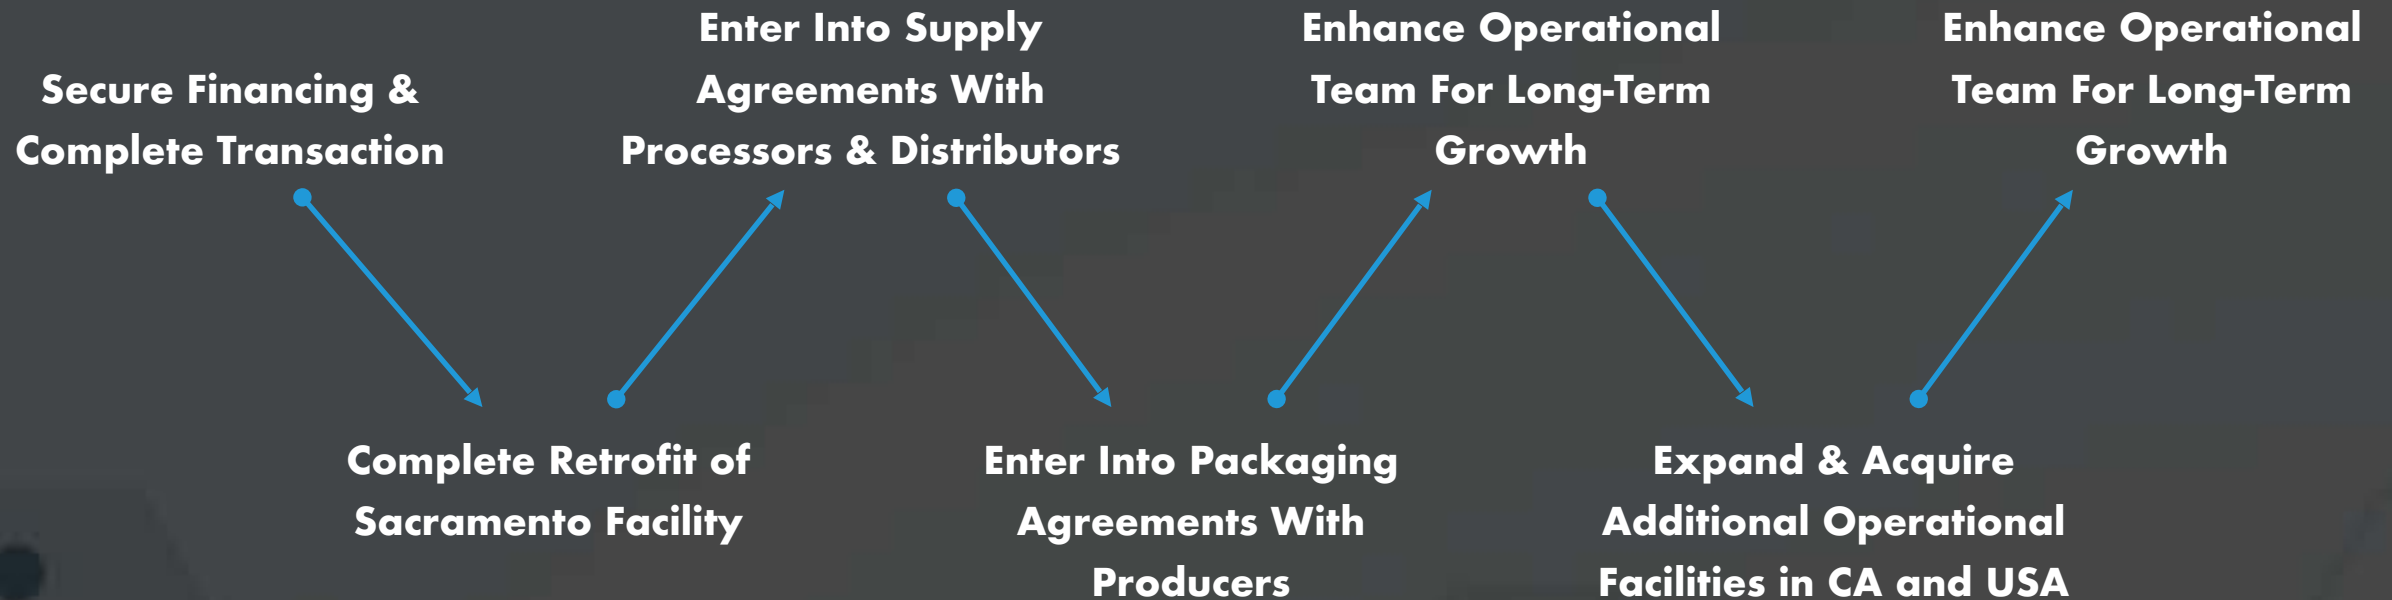 Secure Financing &
Complete Transaction
Complete Retrofit of
Sacramento Facility
Enter Into Supply
Agreements With
Processors & Distributors
Enter Into Packaging
Agreements With
Producers
Enhance Operational
Team For Long-Term
Growth
Expand & Acquire
Additional Operational
Facilities in CA and USA
Enhance Operational
Team For Long-Term
Growth